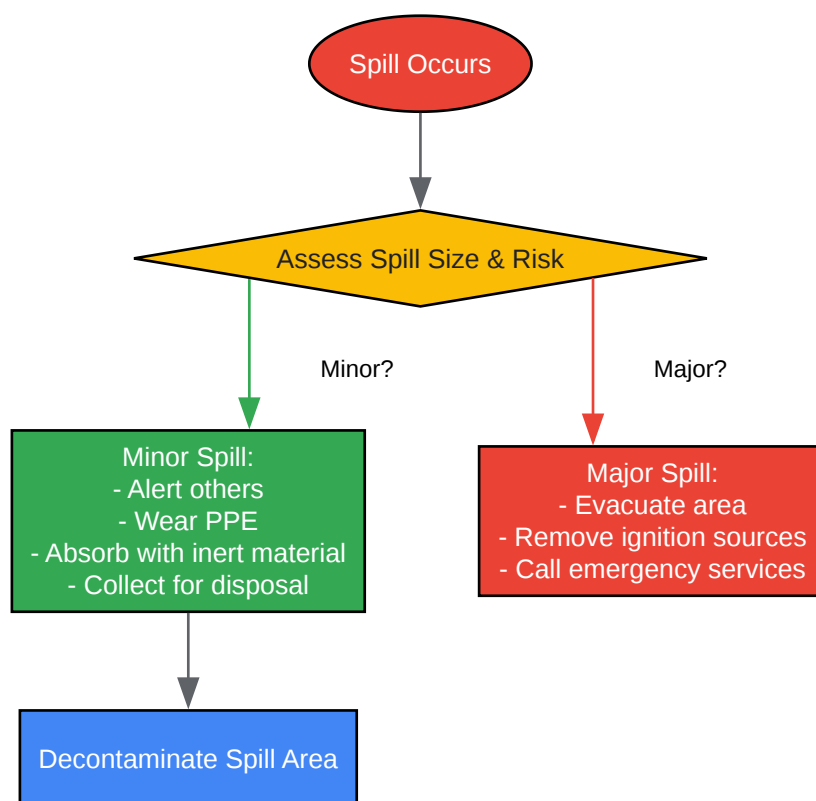 Spill Occurs
Assess Spill Size & Risk
Minor?
Major?
Minor Spill:
- Alert others
- Wear PPE
- Absorb with inert material
- Collect for disposal
Major Spill:
- Evacuate area
- Remove ignition sources
- Call emergency services
Decontaminate Spill Area